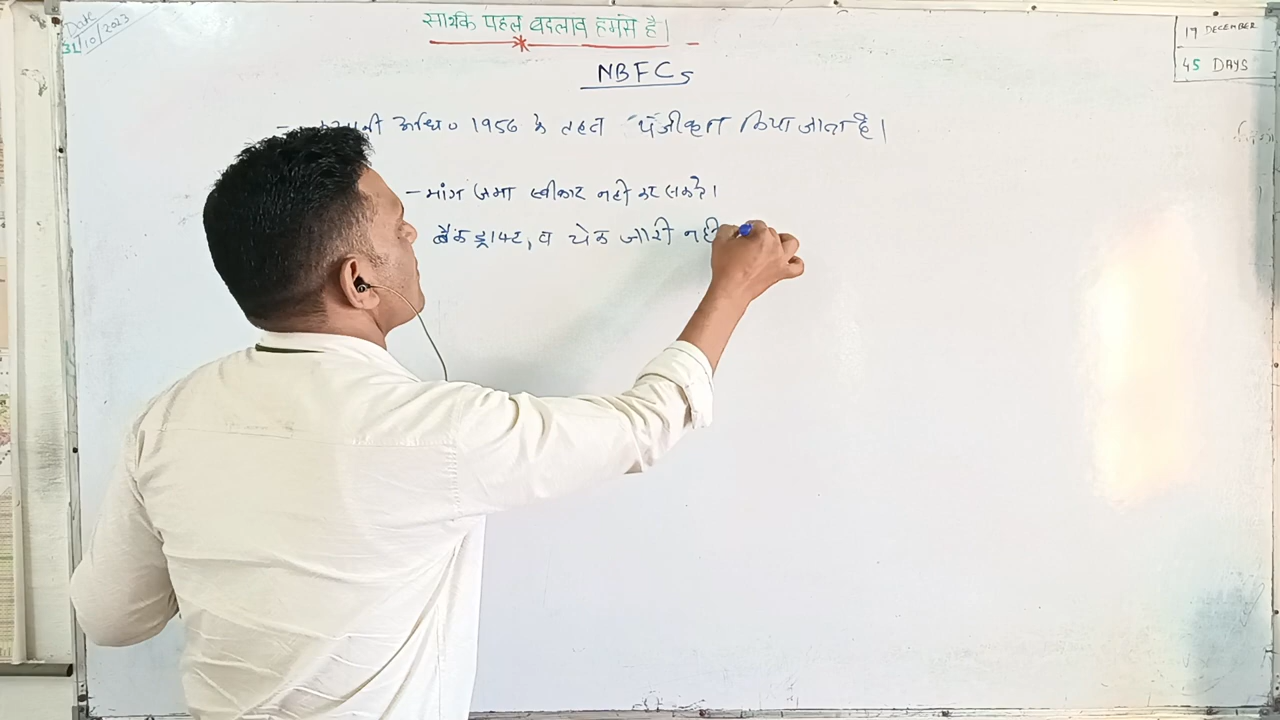 Date
31/10/2023
सार्थक पहल बदलाव हमसे है।
17 DECEMBER
45 DAYS
NBFCs
- अधि० 1956 के तहत पंजीकृत किया जाता है।
- मांग जमा स्वीकार नहीं कर सकते।
बैंक ड्राफ्ट, व चेक जारी नहीं